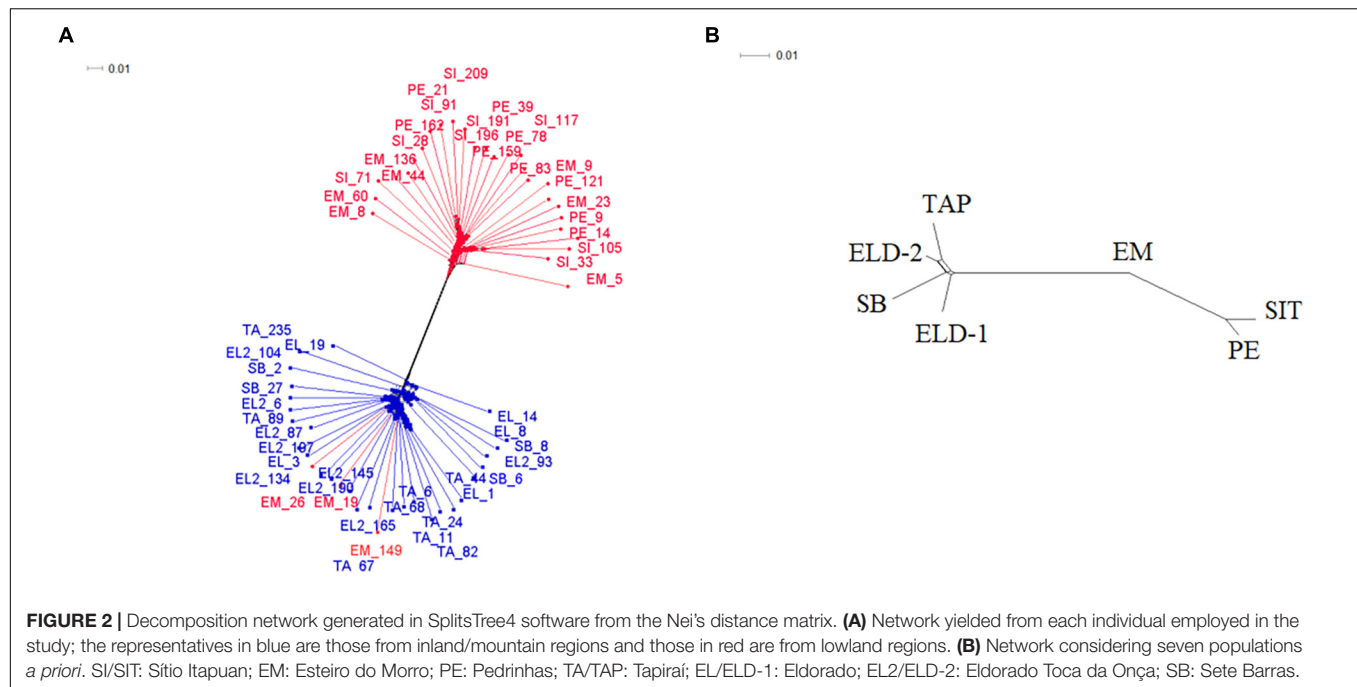 A
0.01
SI_209
PE_21
SI_91
PE_39
SI_191
SI_117
PE_162
SI_196
PE_78
SI_28
PE_159
EM_136
PE_83
EM_9
SI_71
EM_44
PE_121
EM_60
EM_23
EM_8
PE_9
PE_14
SI_105
SI_33
EM_5
TA_235
EL_19
EL2_104
SB_2
SB_27
EL2_6
TA_89
EL2_87
EL2_107
EL_3
EL2_134
EL2_145
EL2_190
EM_26
EM_19
EL2_165
EM_149
TA_67
EL_14
EL_8
SB_8
EL2_93
TA_44
SB_6
TA_6
EL_1
TA_68
TA_24
TA_11
TA_82
B
0.01
TAP
ELD-2
EM
SB
SIT
ELD-1
PE
FIGURE 2 | Decomposition network generated in SplitsTree4 software from the Nei's distance matrix. (A) Network yielded from each individual employed in the
study; the representatives in blue are those from inland/mountain regions and those in red are from lowland regions. (B) Network considering seven populations
a priori. SI/SIT: Sítio Itapuan; EM: Esteiro do Morro; PE: Pedrinhas; TA/TAP: Tapiraí; EL/ELD-1: Eldorado; EL2/ELD-2: Eldorado Toca da Onça; SB: Sete Barras.